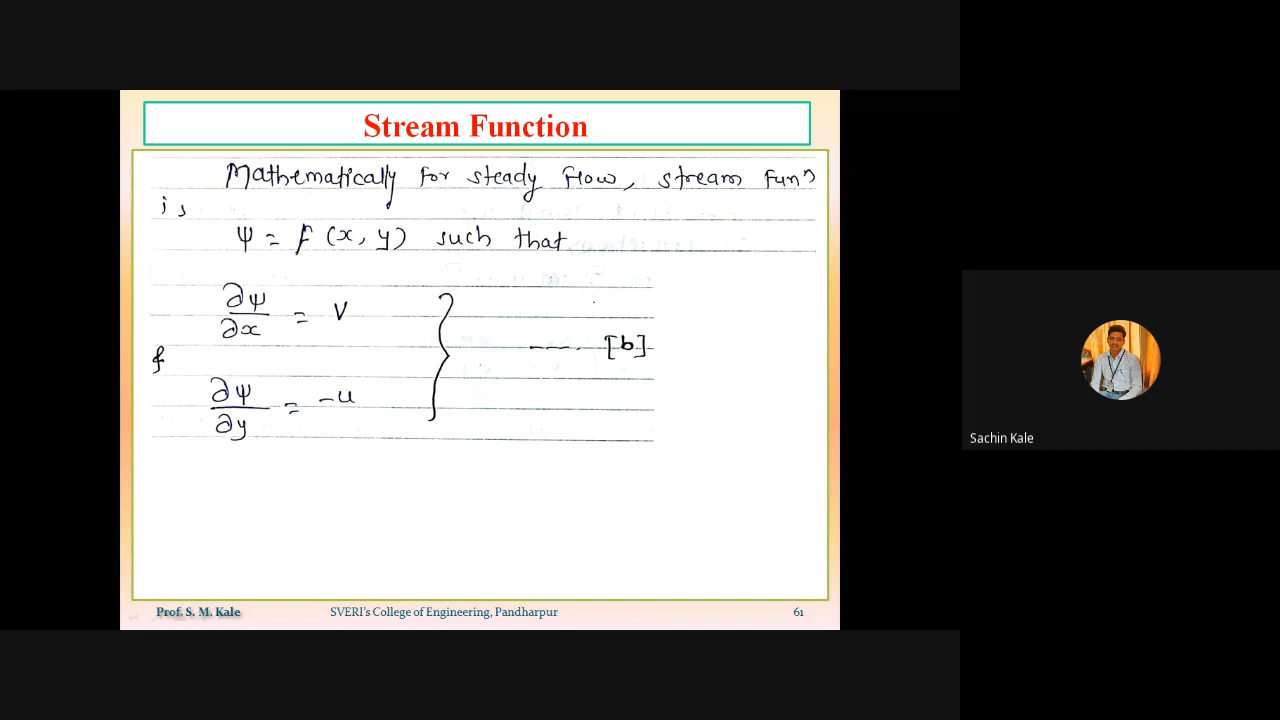 Stream Function
Mathematically for steady flow, stream funⁿ
is
ψ = f (x, y) such that
∂ψ/∂x = v
&
∂ψ/∂y = -u
---- [b]
Sachin Kale
Prof. S. M. Kale SVERI's College of Engineering, Pandharpur 61